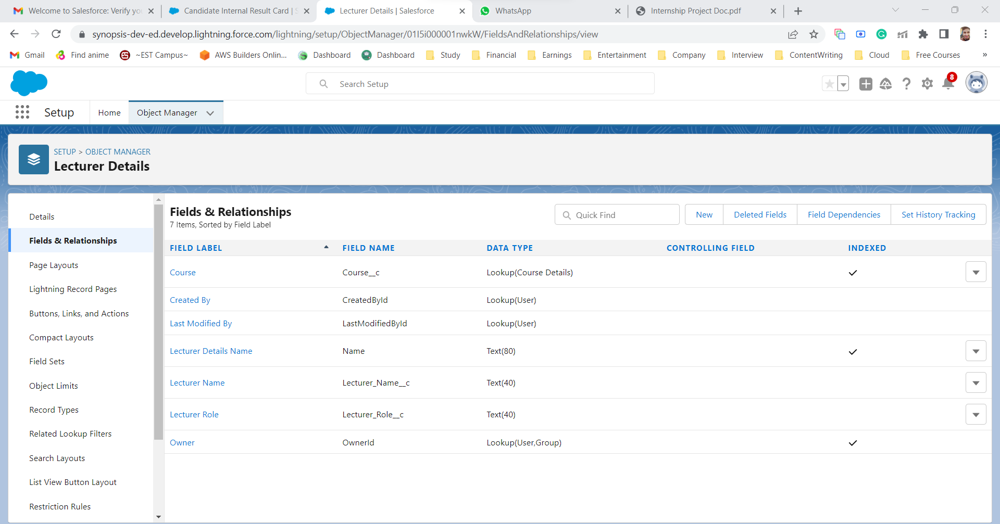 Welcome to Salesforce: Verify yo
Candidate Internal Result Card | S
Lecturer Details | Salesforce
WhatsApp
Internship Project Doc.pdf
synopsis-dev-ed.develop.lightning.force.com/lightning/setup/ObjectManager/01I5i000001nwkW/FieldsAndRelationships/view
Gmail
Find anime
~EST Campus~
AWS Builders Onlin...
Dashboard
Dashboard
Study
Financial
Earnings
Entertainment
Company
Interview
ContentWriting
Cloud
Free Courses
»
Search Setup
8
Setup
Home
Object Manager
SETUP > OBJECT MANAGER
Lecturer Details
Details
Fields & Relationships
Page Layouts
Lightning Record Pages
Buttons, Links, and Actions
Compact Layouts
Field Sets
Object Limits
Record Types
Related Lookup Filters
Search Layouts
List View Button Layout
Restriction Rules
Fields & Relationships
7 Items, Sorted by Field Label
Quick Find
New
Deleted Fields
Field Dependencies
Set History Tracking
FIELD LABEL FIELD NAME DATA TYPE CONTROLLING FIELD INDEXED
Course Course__c Lookup(Course Details)
Created By CreatedById Lookup(User)
Last Modified By LastModifiedById Lookup(User)
Lecturer Details Name Name Text(80)
Lecturer Name Lecturer_Name__c Text(40)
Lecturer Role Lecturer_Role__c Text(40)
Owner OwnerId Lookup(User,Group)